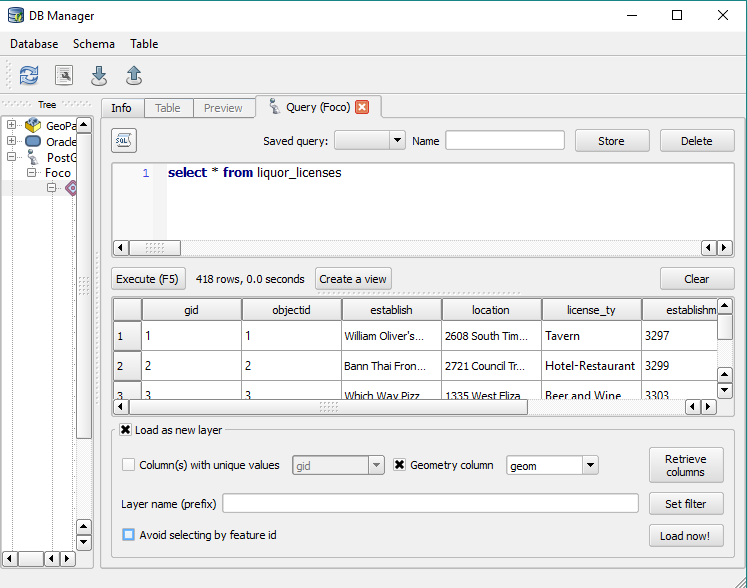 DB Manager
Database Schema Table
Tree
Info Table Preview Query (Foco)
GeoPa
Oracle
PostG
Foco
SQL
Saved query: Name Store Delete
1 select * from liquor_licenses
Execute (F5) 418 rows, 0.0 seconds Create a view Clear
gid objectid establish location license_ty establishm
1 1 1 William Oliver's... 2608 South Tim... Tavern 3297
2 2 2 Bann Thai Fron... 2721 Council Tr... Hotel-Restaurant 3299
3 3 3 Which Way Pizz 1335 West Eliza Beer and Wine 3303
Load as new layer
Column(s) with unique values gid Geometry column geom Retrieve columns
Layer name (prefix) Set filter
Avoid selecting by feature id Load now!